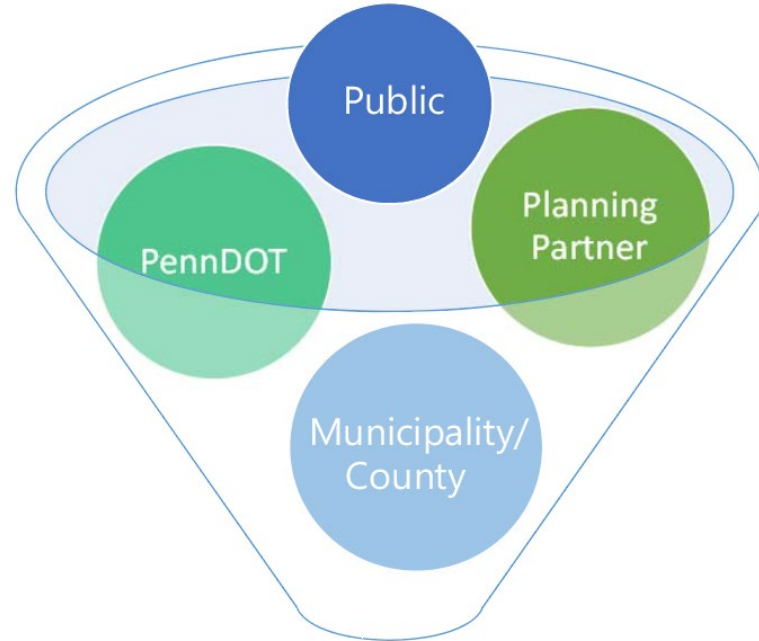 Public
PennDOT
Planning
Partner
Municipality/
County